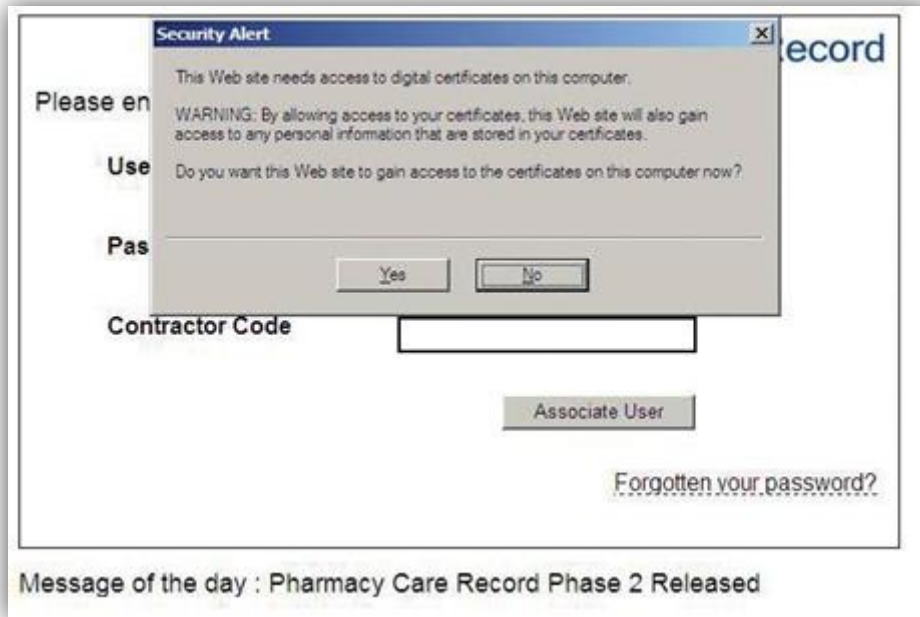 Security Alert
ecord
This Web site needs access to digital certificates on this computer.
Please en
WARNING: By allowing access to your certificates, this Web site will also gain
access to any personal information that are stored in your certificates.
Use
Do you want this Web site to gain access to the certificates on this computer now?
Pas
Yes
No
Contractor Code
Associate User
Forgotten your password?
Message of the day : Pharmacy Care Record Phase 2 Released